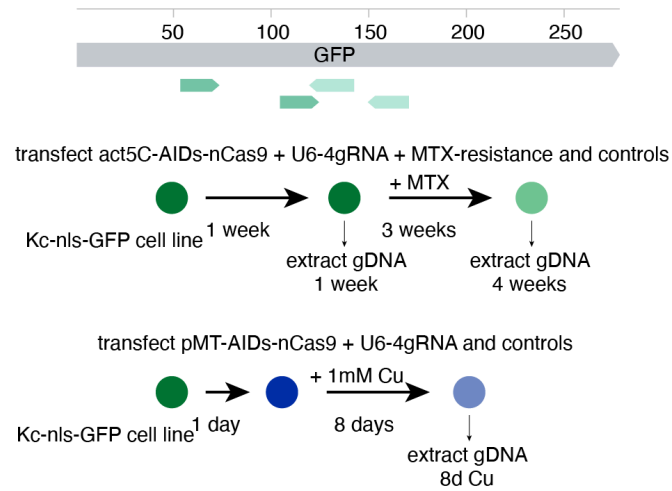 50 100 150 200 250
GFP
transfect act5C-AIDs-nCas9 + U6-4gRNA + MTX-resistance and controls
+ MTX
Kc-nls-GFP cell line
1 week
3 weeks
extract gDNA
1 week
extract gDNA
4 weeks
transfect pMT-AIDs-nCas9 + U6-4gRNA and controls
+ 1mM Cu
Kc-nls-GFP cell line
1 day
8 days
extract gDNA
8d Cu